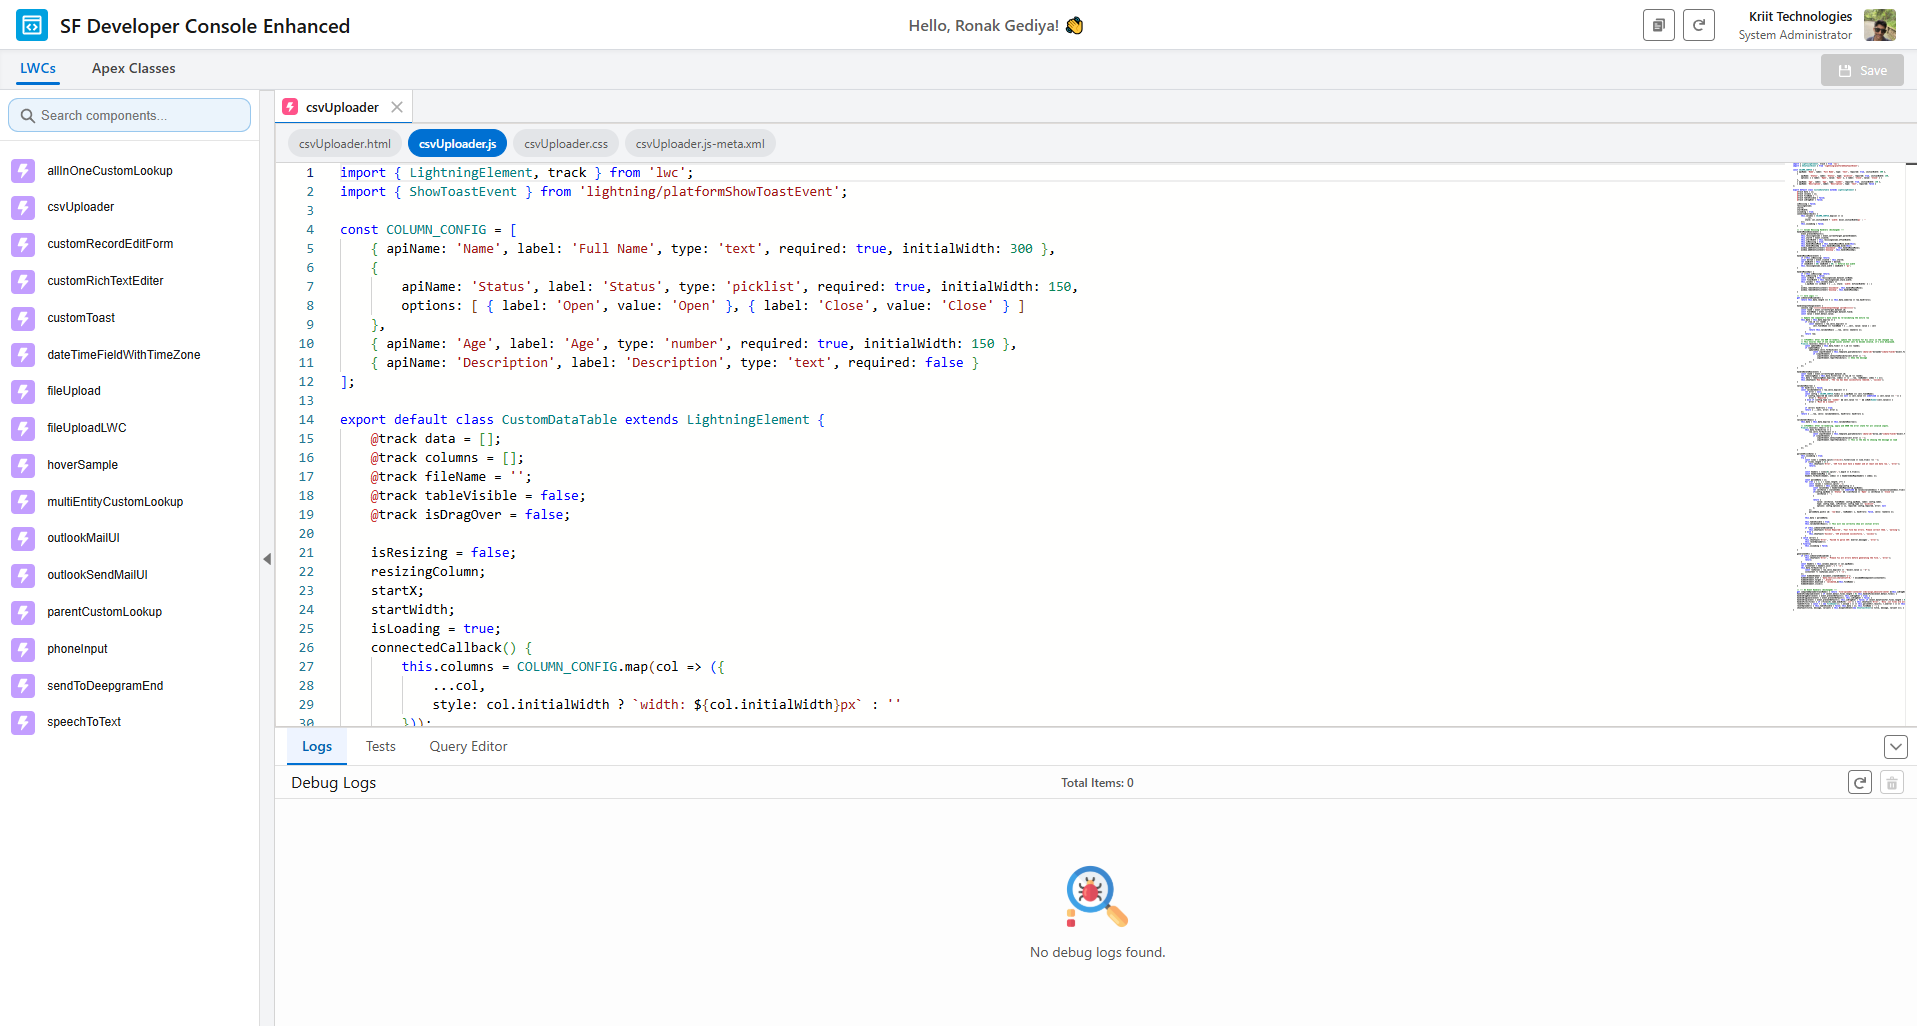 SF Developer Console Enhanced
Hello, Ronak Gediya! 👋
Kriit Technologies
System Administrator
LWCs
Apex Classes
Save
Search components...
allInOneCustomLookup
csvUploader
customRecordEditForm
customRichTextEditer
customToast
dateTimeFieldWithTimeZone
fileUpload
fileUploadLWC
hoverSample
multiEntityCustomLookup
outlookMailUI
outlookSendMailUI
parentCustomLookup
phoneInput
sendToDeepgramEnd
speechToText
csvUploader
csvUploader.html
csvUploader.js
csvUploader.css
csvUploader.js-meta.xml
1 import { LightningElement, track } from 'lwc';
2 import { ShowToastEvent } from 'lightning/platformShowToastEvent';
3
4 const COLUMN_CONFIG = [
5     { apiName: 'Name', label: 'Full Name', type: 'text', required: true, initialWidth: 300 },
6     {
7         apiName: 'Status', label: 'Status', type: 'picklist', required: true, initialWidth: 150,
8         options: [ { label: 'Open', value: 'Open' }, { label: 'Close', value: 'Close' } ]
9     },
10     { apiName: 'Age', label: 'Age', type: 'number', required: true, initialWidth: 150 },
11     { apiName: 'Description', label: 'Description', type: 'text', required: false }
12 ];
13
14 export default class CustomDataTable extends LightningElement {
15     @track data = [];
16     @track columns = [];
17     @track fileName = '';
18     @track tableVisible = false;
19     @track isDragOver = false;
20
21     isResizing = false;
22     resizingColumn;
23     startX;
24     startWidth;
25     isLoading = true;
26     connectedCallback() {
27         this.columns = COLUMN_CONFIG.map(col => ({
28             ...col,
29             style: col.initialWidth ? `width: ${col.initialWidth}px` : ''
30         }));
Logs
Tests
Query Editor
Debug Logs
Total Items: 0
No debug logs found.